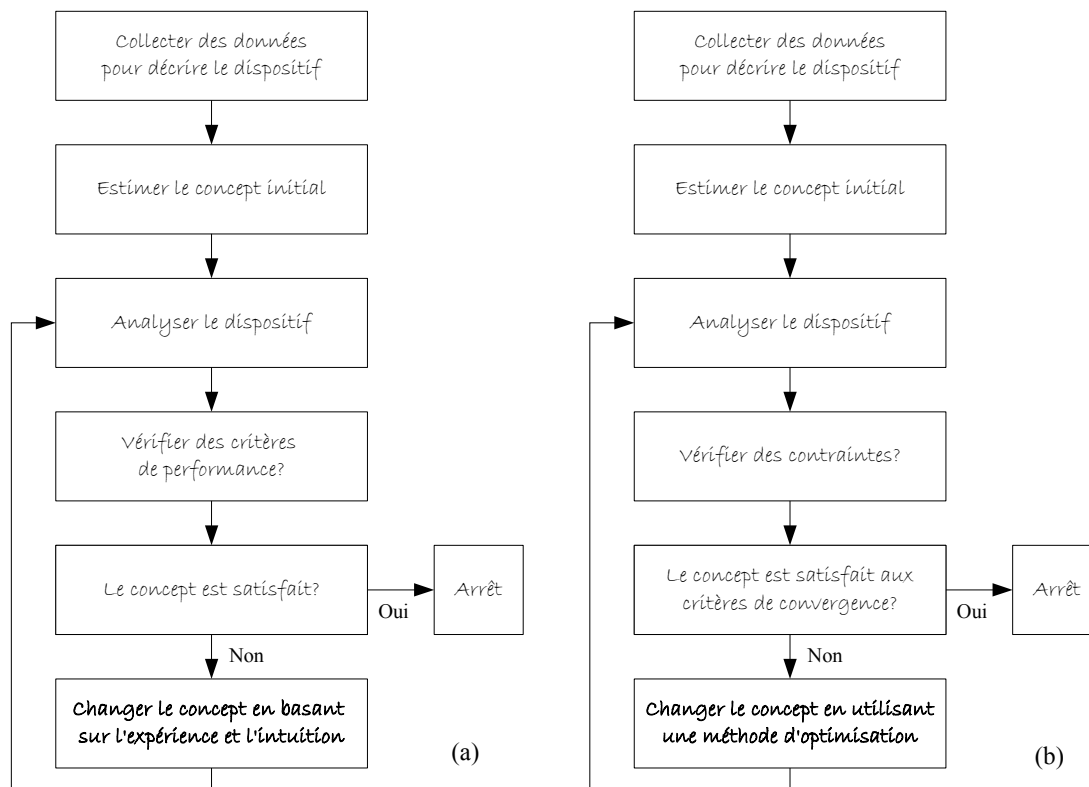 Collecter des données
pour décrire le dispositif
Estimer le concept initial
Analyser le dispositif
Vérifier des critères
de performance?
Le concept est satisfait?
Oui
Arrêt
Non
Changer le concept en basant
sur l'expérience et l'intuition
(a)
Collecter des données
pour décrire le dispositif
Estimer le concept initial
Analyser le dispositif
Vérifier des contraintes?
Le concept est satisfait aux
critères de convergence?
Oui
Arrêt
Non
Changer le concept en utilisant
une méthode d'optimisation
(b)